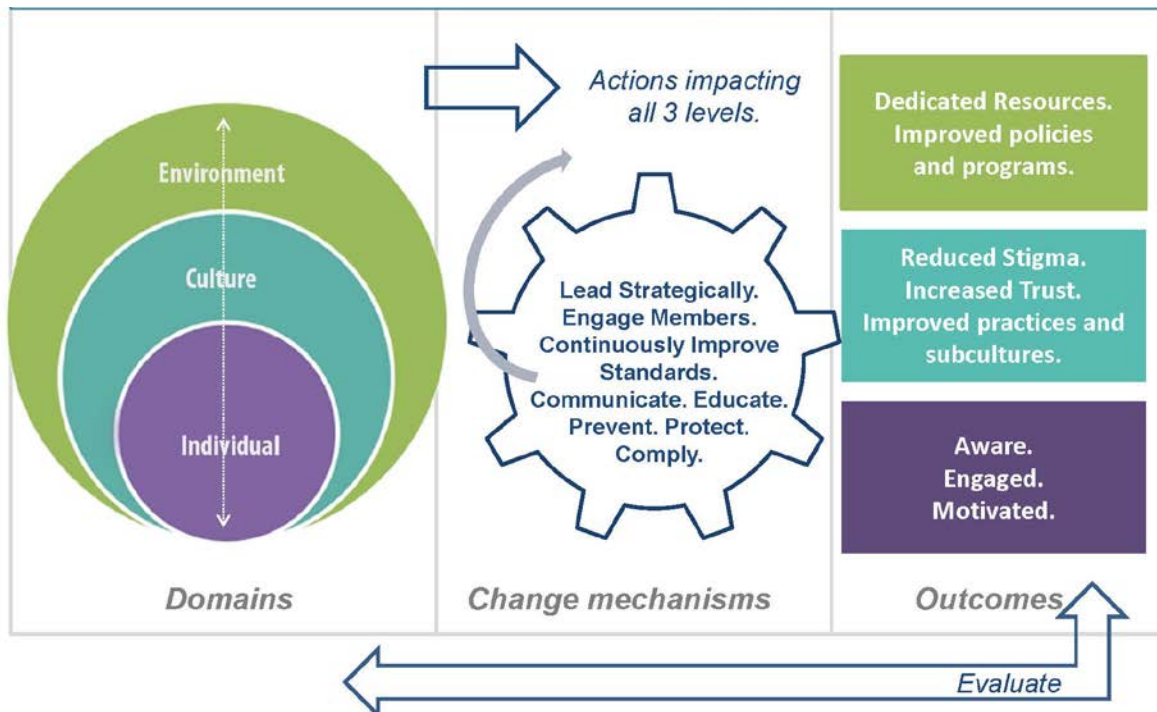 Environment
Culture
Individual
Domains
Actions impacting
all 3 levels.
Lead Strategically.
Engage Members.
Continuously Improve
Standards.
Communicate. Educate.
Prevent. Protect.
Comply.
Change mechanisms
Dedicated Resources.
Improved policies
and programs.
Reduced Stigma.
Increased Trust.
Improved practices and
subcultures.
Aware.
Engaged.
Motivated.
Outcomes
Evaluate